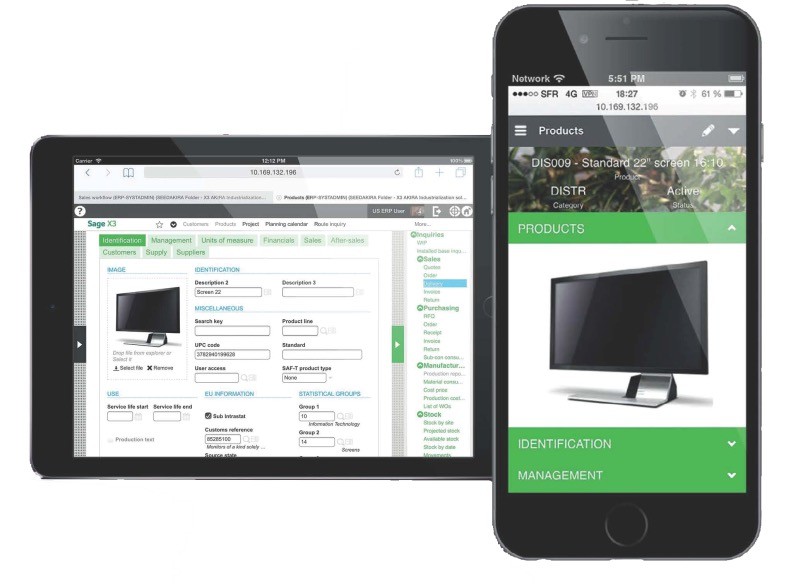 Carrier
12:12 PM
100%
10.169.132.196
Sales workflow (ERP-SYSTADMIN) [SEEDAKIRA Folder - X3 AKIRA Industrialization...
Products (ERP-SYSTADMIN) [SEEDAKIRA Folder - X3 AKIRA Industrialization sol...
US ERP User
Sage X3
Customers Products Project Planning calendar Route inquiry
More...
Identification Management Units of measure Financials Sales After-sales
Customers Supply Suppliers
IMAGE
Drop file from explorer or
Select it
Select file Remove
IDENTIFICATION
Description 2 Description 3
Screen 22
MISCELLANEOUS
Search key Product line
UPC code Standard
3782940199628
User access SAF-T product type
None
USE
Service life start Service life end
Production text
EU INFORMATION
Sub Intrastat
Customs reference
85285100
Monitors of a kind solely ...
Source state
STATISTICAL GROUPS
Group 1
10
Information Technology
Group 2
14
Screens
Inquiries
WIP
Installed base inqu...
Sales
Quotes
Order
Delivery
Invoice
Return
Purchasing
RFQ
Order
Receipt
Invoice
Return
Sub-con consu...
Manufactur...
Production repo...
Material consu...
Cost price
Production cost...
List of WOs
Stock
Stock by site
Projected stock
Available stock
Stock by date
Movements
Network
5:51 PM
SFR 4G VPN 18:27 61 %
10.169.132.196
Products
DIS009 - Standard 22" screen 16:10
Product
DISTR Active
Category Status
PRODUCTS
IDENTIFICATION
MANAGEMENT